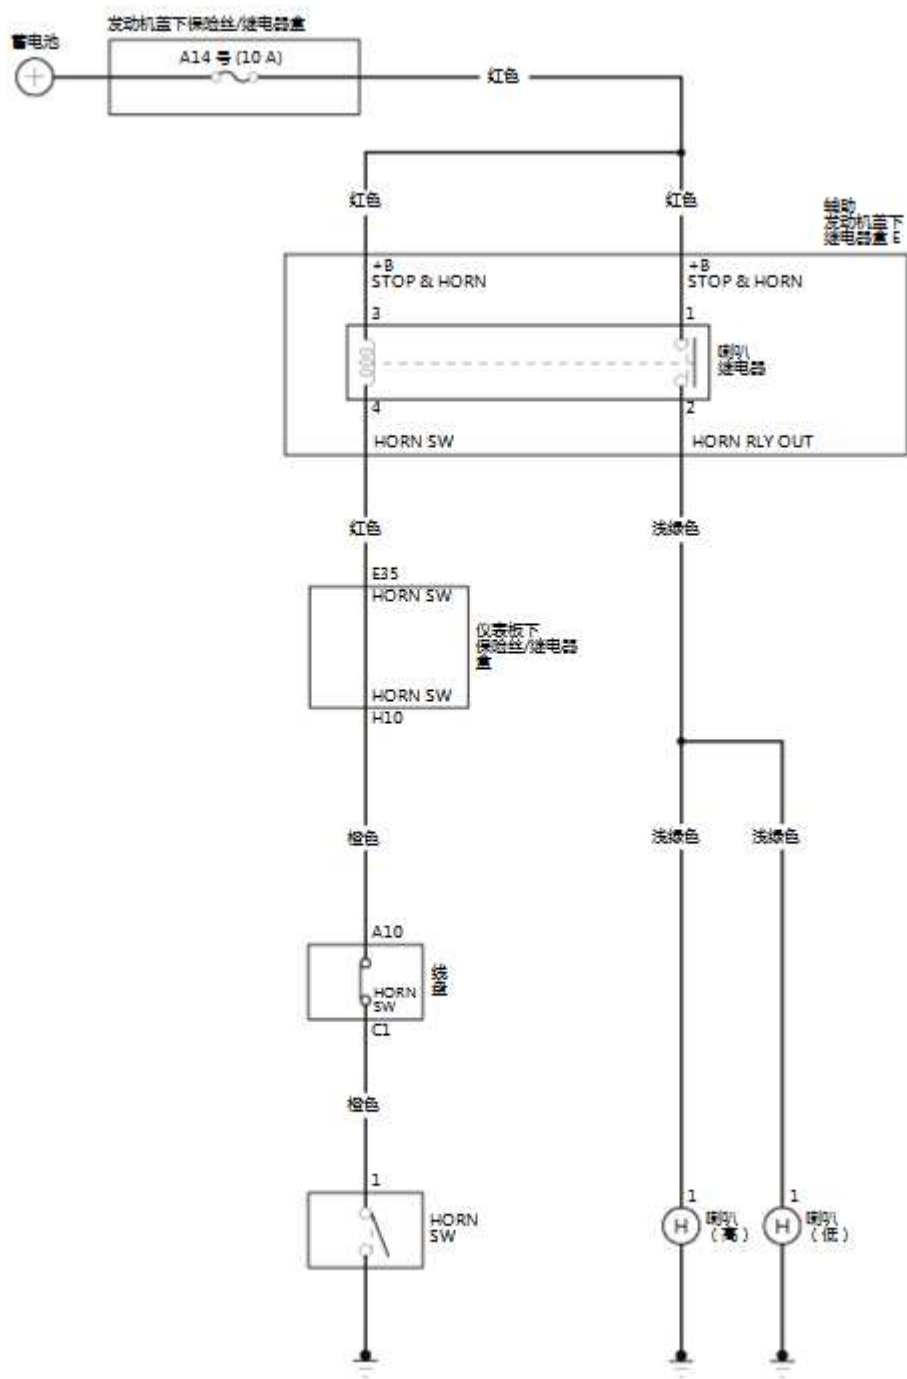 发动机盖下保险丝/继电器盒
蓄电池
A14 号 (10 A)
红色
红色
红色
辅助
发动机盖下
继电器盒 E
+B
STOP & HORN
+B
STOP & HORN
3
1
喇叭
继电器
4
2
HORN SW
HORN RLY OUT
红色
浅绿色
E35
HORN SW
仪表板下
保险丝/继电器
盒
HORN SW
H10
橙色
浅绿色
浅绿色
A10
线盘
HORN
SW
C1
橙色
1
1
1
HORN
SW
H
喇叭
（高）
H
喇叭
（低）